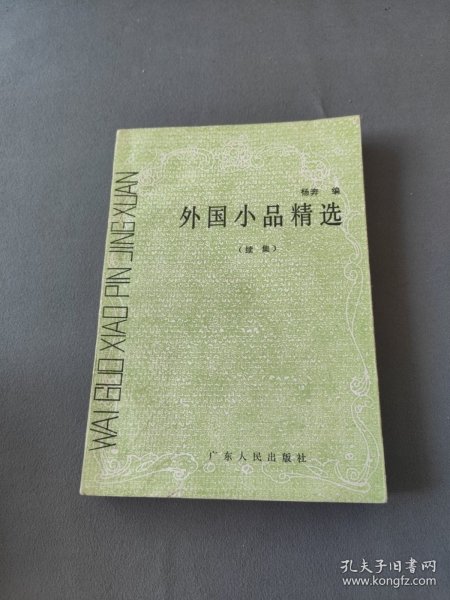 杨奔 编
外国小品精选
(续集)
WAI GUO XIAO PIN JING XUAN
广东人民出版社
孔夫子旧书网
www.kongfz.com